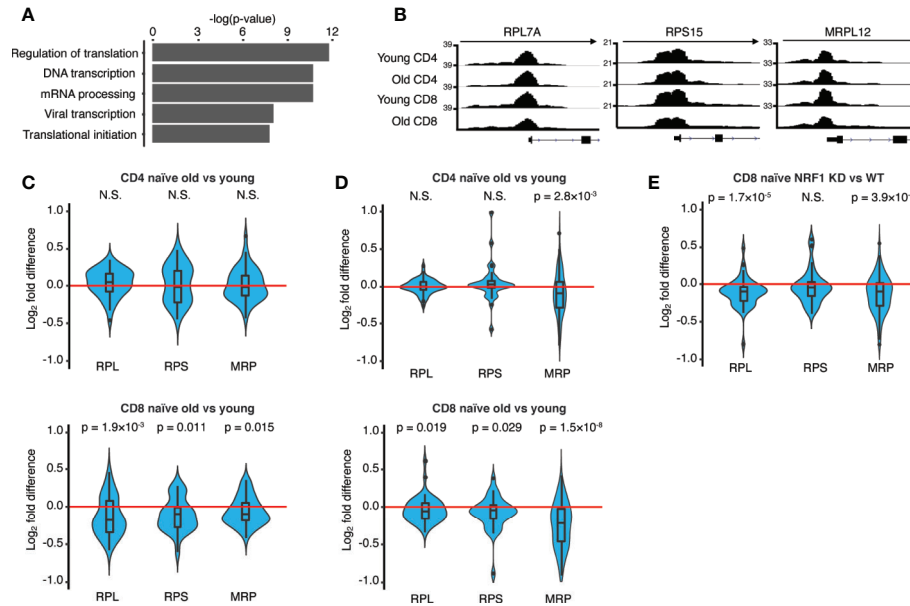 A
-log(p-value)
0 3 6 9 12
Regulation of translation
DNA transcription
mRNA processing
Viral transcription
Translational initiation
B
RPL7A RPS15 MRPL12
39 21 33
Young CD4
39 21 33
Old CD4
39 21 33
Young CD8
39 21 33
Old CD8
C
CD4 naïve old vs young
N.S. N.S. N.S.
Log2 fold difference
1.0
0.5
0.0
-0.5
-1.0
RPL RPS MRP
CD8 naïve old vs young
p = 1.9×10-3 p = 0.011 p = 0.015
Log2 fold difference
1.0
0.5
0.0
-0.5
-1.0
RPL RPS MRP
D
CD4 naïve old vs young
N.S. N.S. p = 2.8×10-3
Log2 fold difference
1.0
0.5
0.0
-0.5
-1.0
RPL RPS MRP
CD8 naïve old vs young
p = 0.019 p = 0.029 p = 1.5×10-8
Log2 fold difference
1.0
0.5
0.0
-0.5
-1.0
RPL RPS MRP
E
CD8 naïve NRF1 KD vs WT
p = 1.7×10-5 N.S. p = 3.9×10-
Log2 fold difference
1.0
0.5
0.0
-0.5
-1.0
RPL RPS MRP